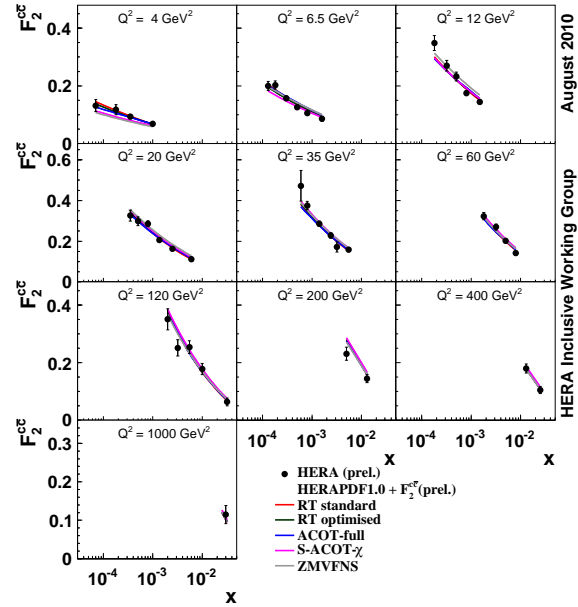 F₂^cc̄
Q² = 4 GeV²
Q² = 6.5 GeV²
Q² = 12 GeV²
0.4
0.2
0
F₂^cc̄
Q² = 20 GeV²
Q² = 35 GeV²
Q² = 60 GeV²
0.6
0.4
0.2
0
F₂^cc̄
Q² = 120 GeV²
Q² = 200 GeV²
Q² = 400 GeV²
0.4
0.2
0
F₂^cc̄
Q² = 1000 GeV²
0.3
0.2
0.1
0
10⁻⁴ 10⁻³ 10⁻² x
10⁻⁴ 10⁻³ 10⁻² x
10⁻⁴ 10⁻³ 10⁻² x
HERA (prel.)
HERAPDF1.0 + F₂^cc̄(prel.)
RT standard
RT optimised
ACOT-full
S-ACOT-χ
ZMVFNS
August 2010
HERA Inclusive Working Group